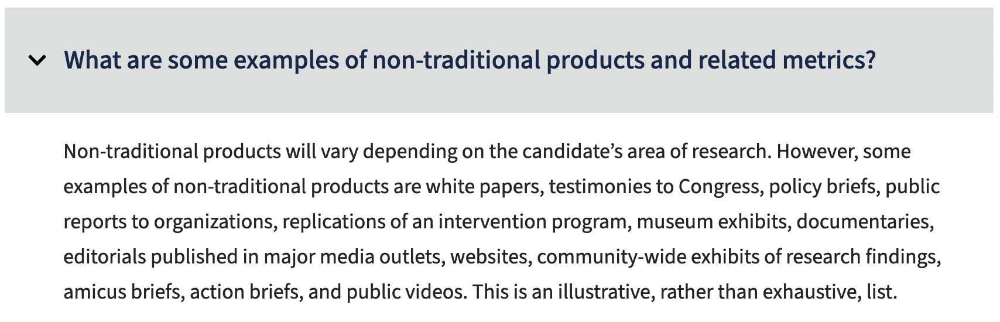 What are some examples of non-traditional products and related metrics?
Non-traditional products will vary depending on the candidate’s area of research. However, some
examples of non-traditional products are white papers, testimonies to Congress, policy briefs, public
reports to organizations, replications of an intervention program, museum exhibits, documentaries,
editorials published in major media outlets, websites, community-wide exhibits of research findings,
amicus briefs, action briefs, and public videos. This is an illustrative, rather than exhaustive, list.